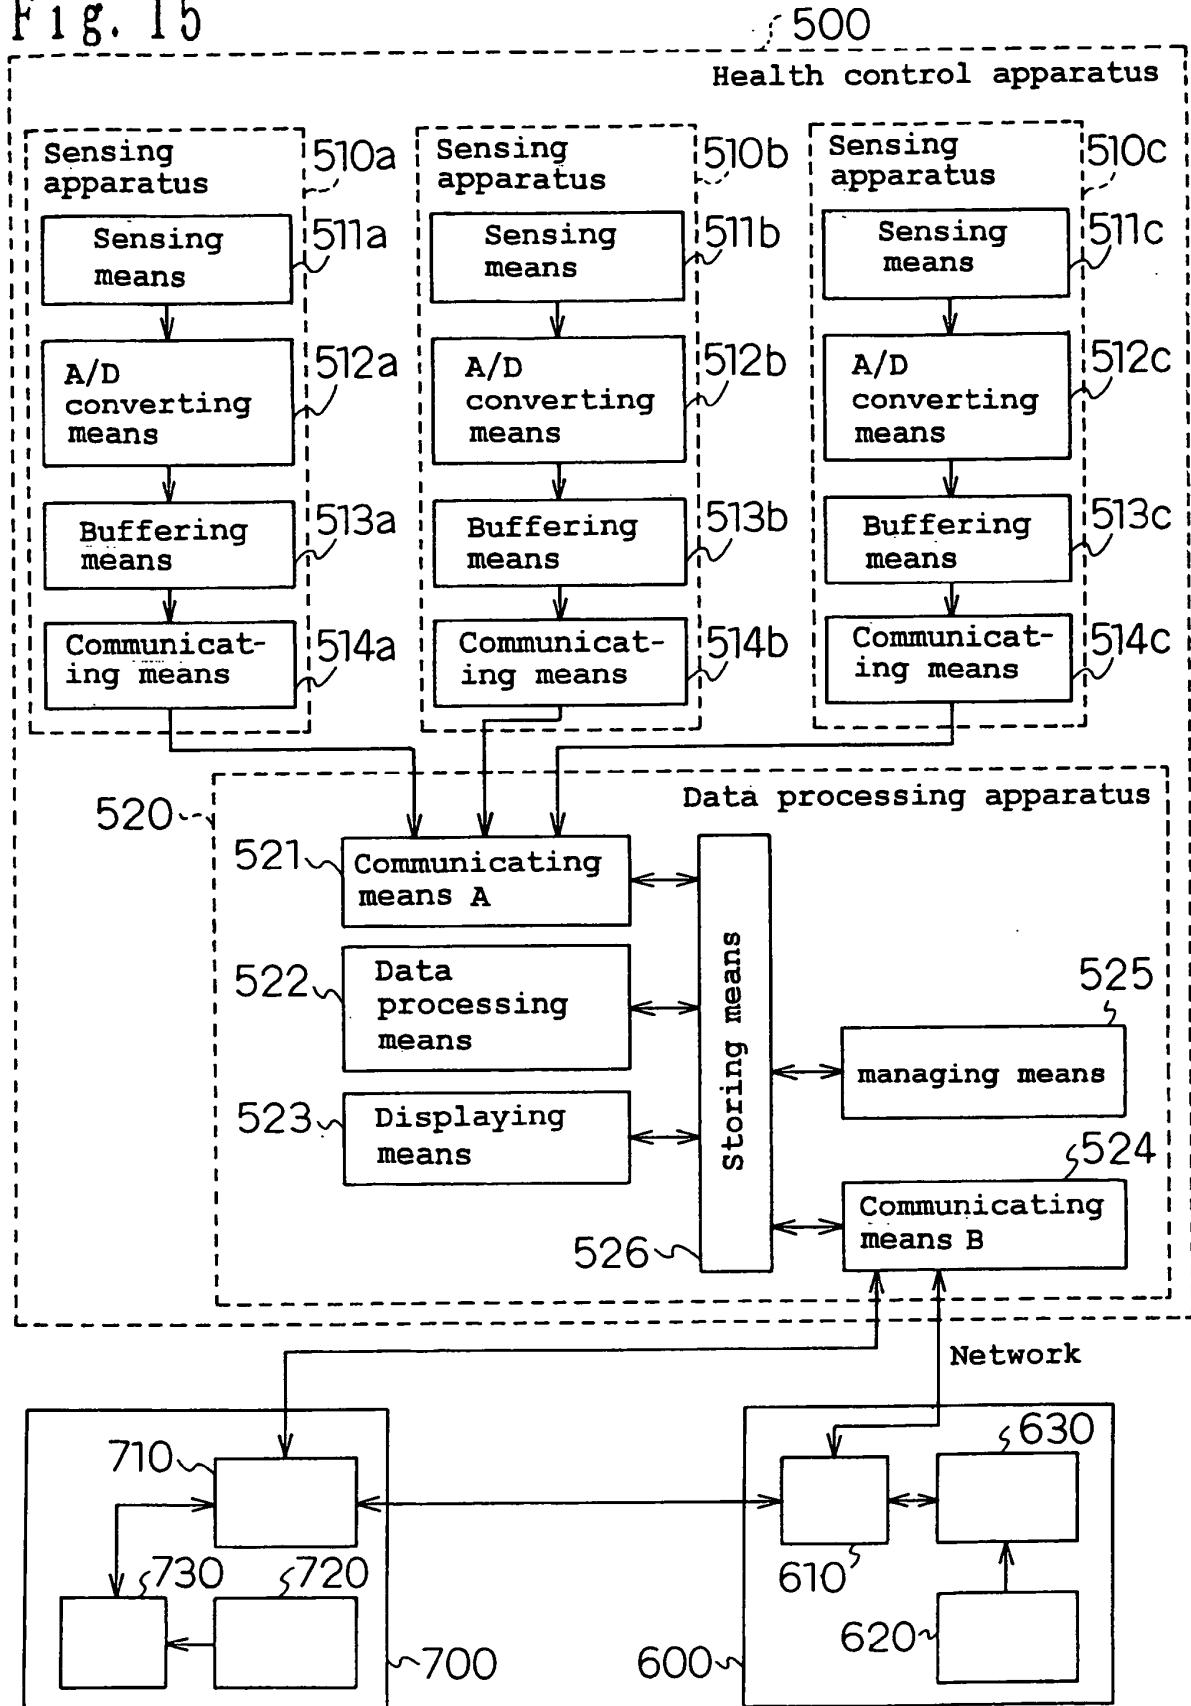 Fig. 15
500
Health control apparatus
Sensing
apparatus
510a
Sensing
means
511a
A/D
converting
means
512a
Buffering
means
513a
Communicat-
ing means
514a
Sensing
apparatus
510b
Sensing
means
511b
A/D
converting
means
512b
Buffering
means
513b
Communicat-
ing means
514b
Sensing
apparatus
510c
Sensing
means
511c
A/D
converting
means
512c
Buffering
means
513c
Communicat-
ing means
514c
520
Data processing apparatus
521
Communicating
means A
522
Data
processing
means
523
Displaying
means
Storing means
526
525
managing means
524
Communicating
means B
Network
710
730
720
700
630
610
620
600